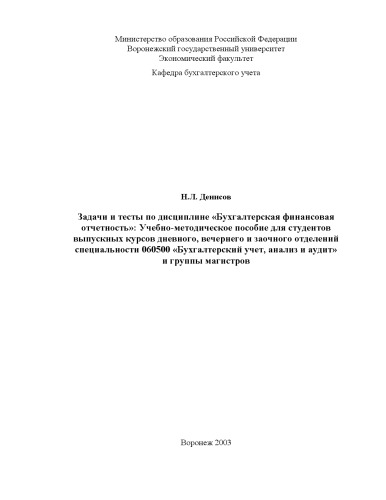 Министерство образования Российской Федерации
Воронежский государственный университет
Экономический факультет
Кафедра бухгалтерского учета
Н.Л. Денисов
Задачи и тесты по дисциплине «Бухгалтерская финансовая
отчетность»: Учебно-методическое пособие для студентов
выпускных курсов дневного, вечернего и заочного отделений
специальности 060500 «Бухгалтерский учет, анализ и аудит»
и группы магистров
Воронеж 2003